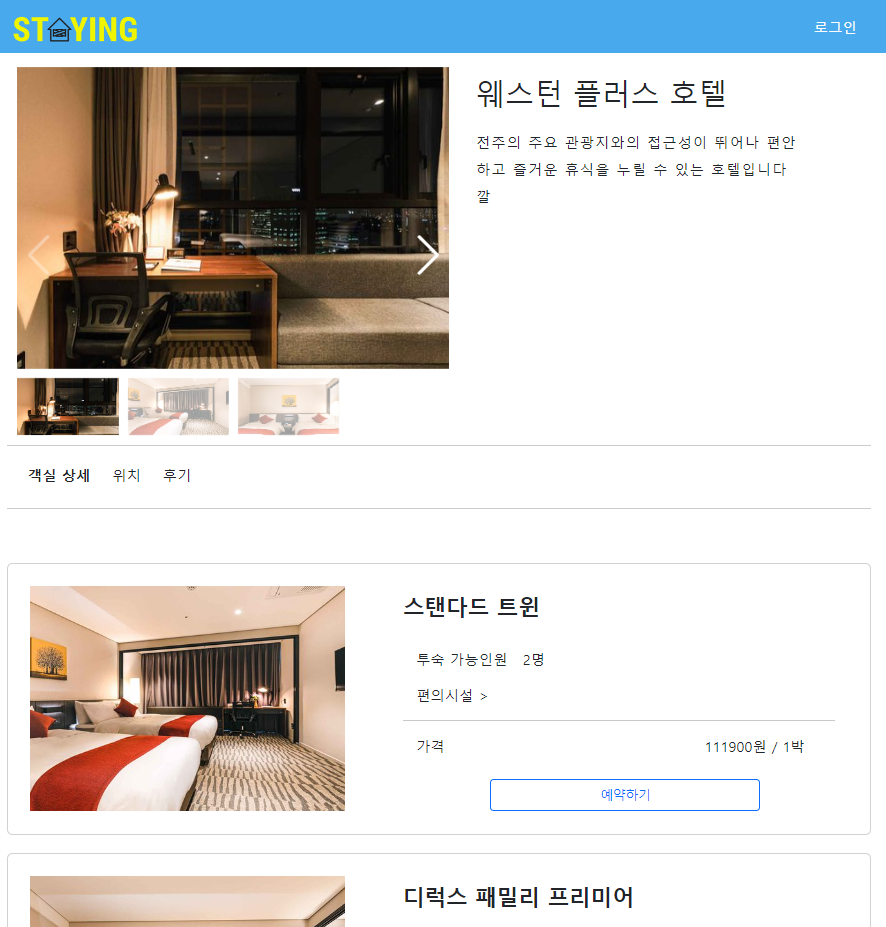 STAYING
로그인
웨스턴 플러스 호텔
전주의 주요 관광지와의 접근성이 뛰어나 편안
하고 즐거운 휴식을 누릴 수 있는 호텔입니다
깔
객실 상세 위치 후기
스탠다드 트윈
투숙 가능인원 2명
편의시설 >
가격 111900원 / 1박
예약하기
디럭스 패밀리 프리미어